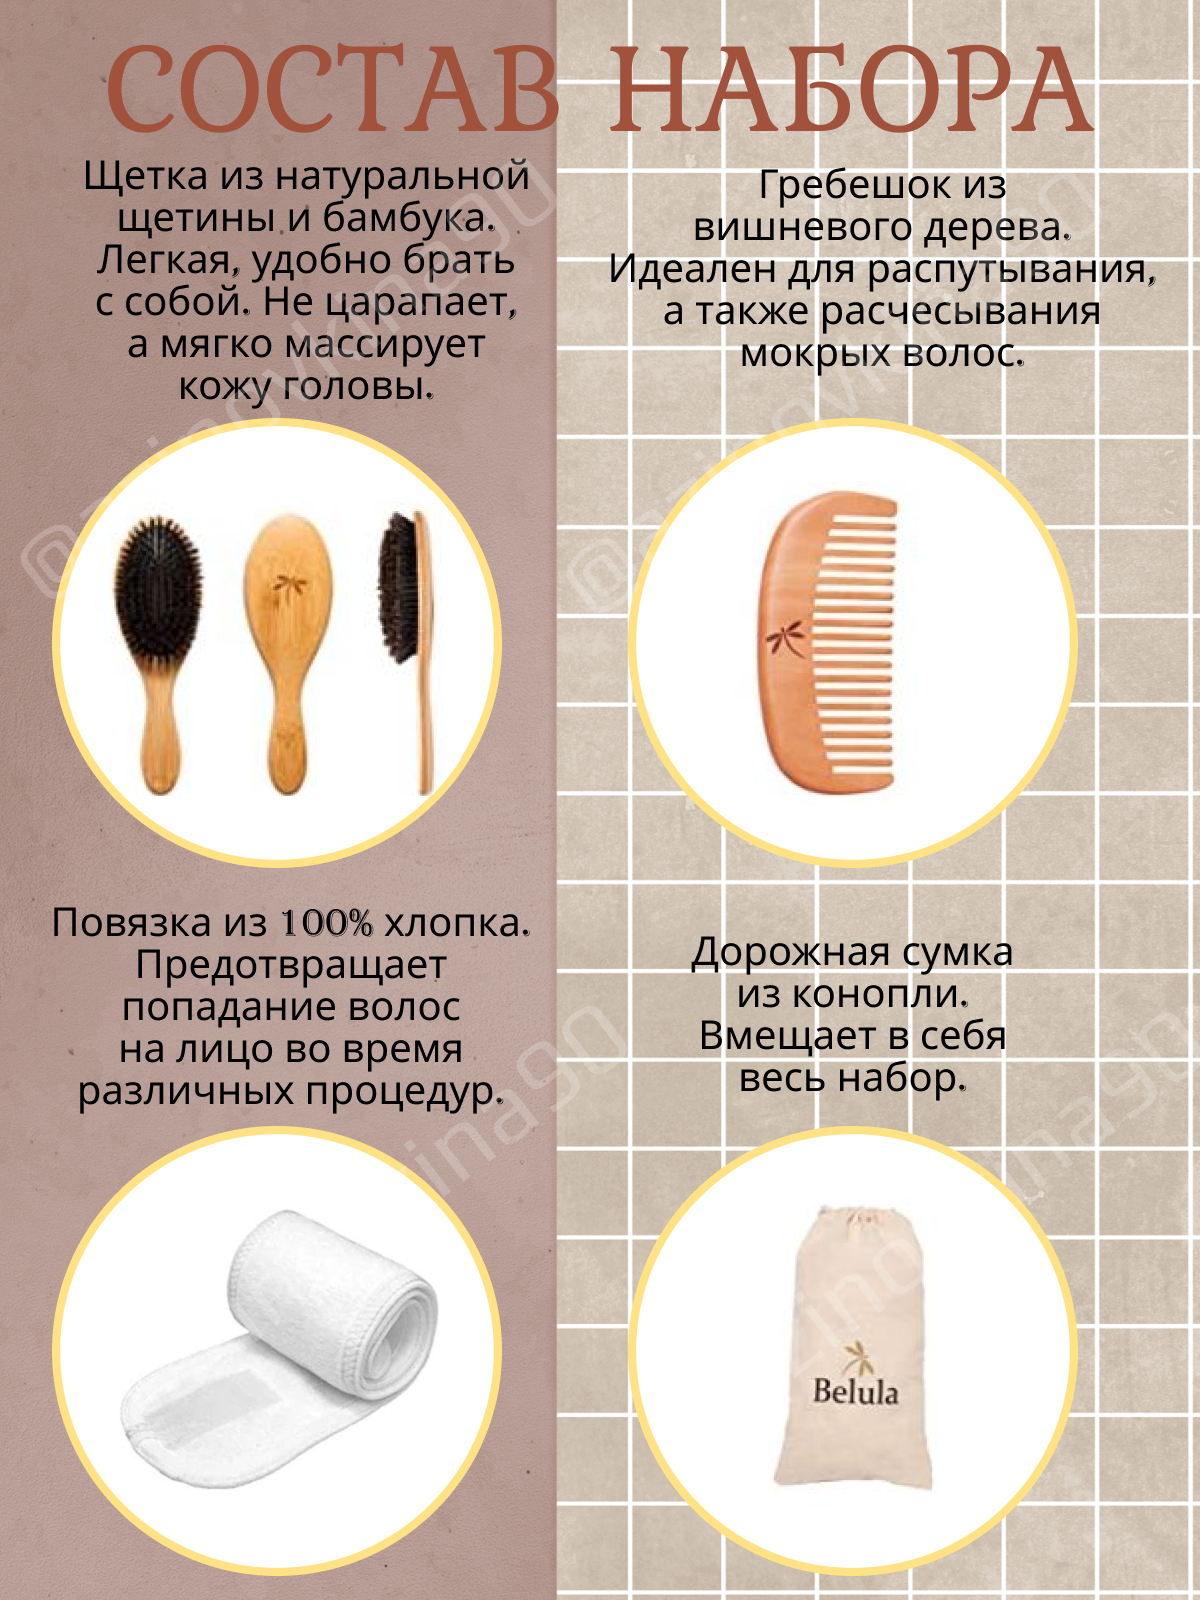 СОСТАВ НАБОРА
Щетка из натуральной
щетины и бамбука.
Легкая, удобно брать
с собой. Не царапает,
а мягко массирует
кожу головы.
Гребешок из
вишневого дерева.
Идеален для распутывания,
а также расчесывания
мокрых волос.
Повязка из 100% хлопка.
Предотвращает
попадание волос
на лицо во время
различных процедур.
Дорожная сумка
из конопли.
Вмещает в себя
весь набор.
Belula